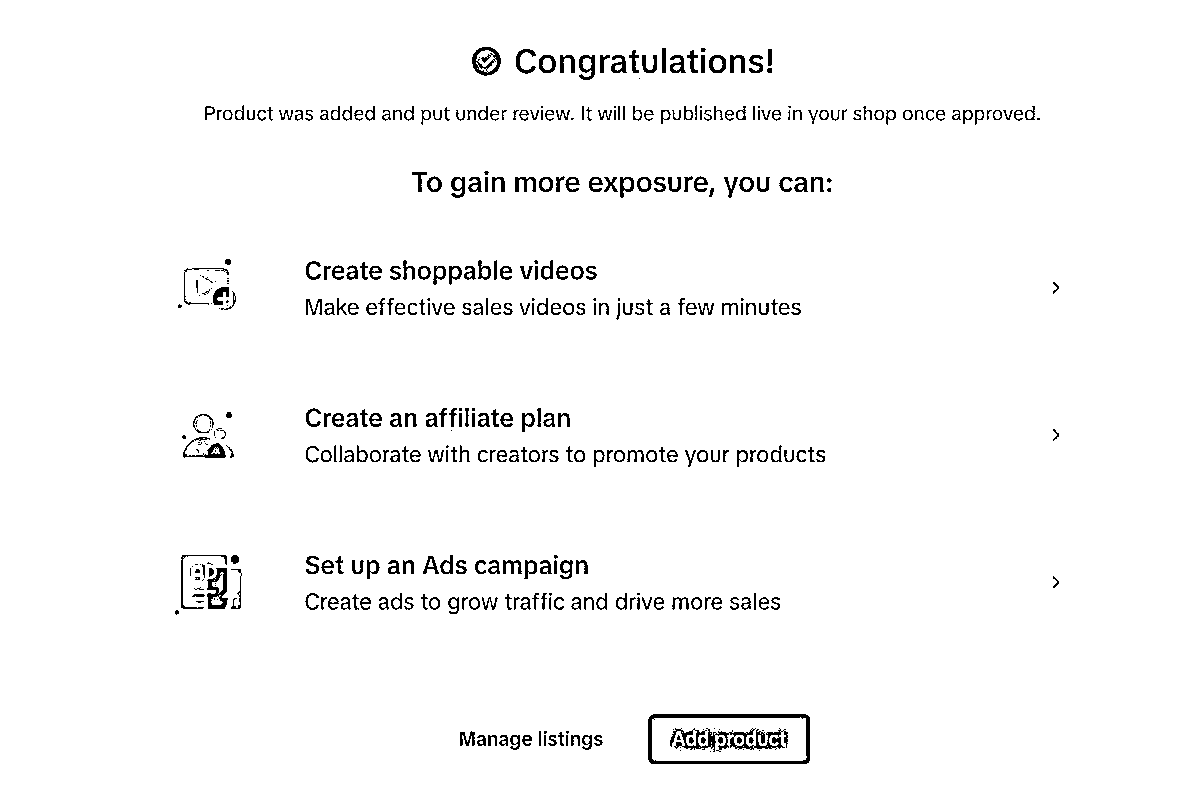 Congratulations!
Product was added and put under review. It will be published live in your shop once approved.
To gain more exposure, you can:
Create shoppable videos
Make effective sales videos in just a few minutes
Create an affiliate plan
Collaborate with creators to promote your products
AD
Set up an Ads campaign
Create ads to grow traffic and drive more sales
Manage listings
Add product